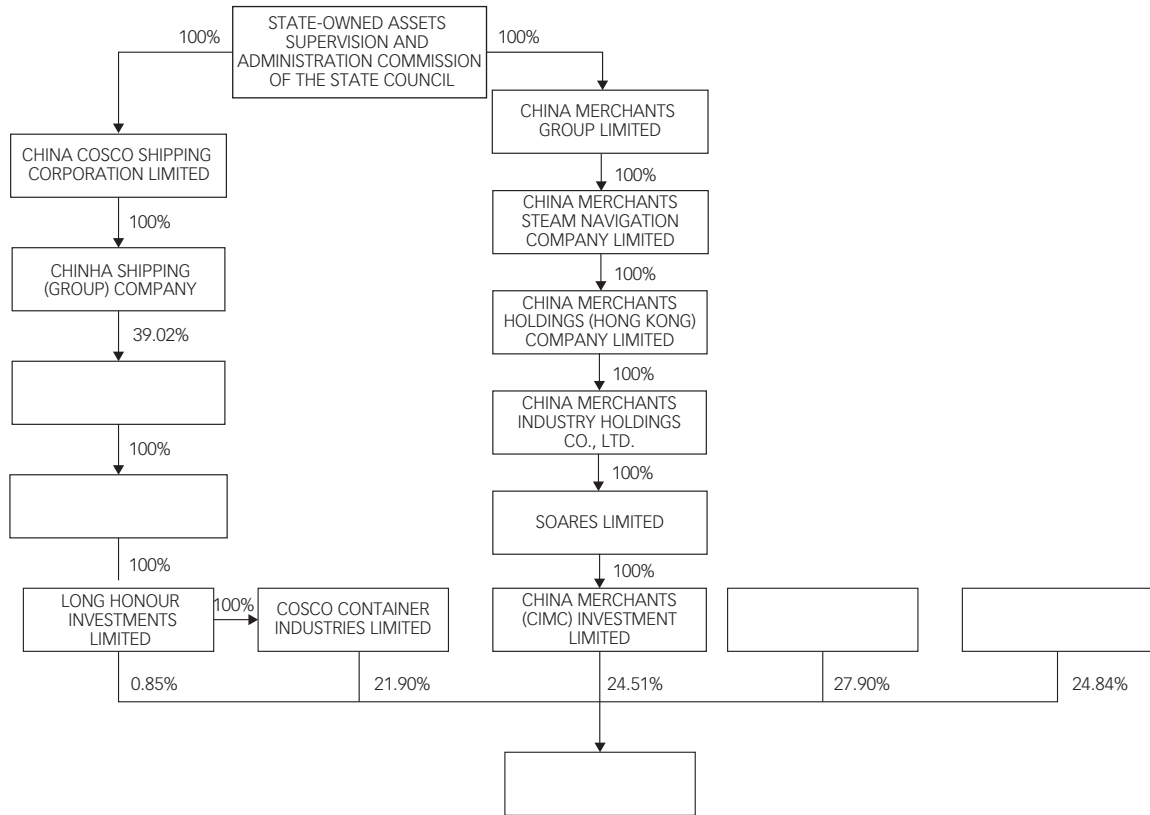 STATE-OWNED ASSETS
SUPERVISION AND
ADMINISTRATION COMMISSION
OF THE STATE COUNCIL
100%
100%
CHINA MERCHANTS
GROUP LIMITED
CHINA COSCO SHIPPING
CORPORATION LIMITED
100%
CHINA MERCHANTS
STEAM NAVIGATION
COMPANY LIMITED
100%
CHINHA SHIPPING
(GROUP) COMPANY
100%
CHINA MERCHANTS
HOLDINGS (HONG KONG)
COMPANY LIMITED
39.02%
100%
CHINA MERCHANTS
INDUSTRY HOLDINGS
CO., LTD.
100%
100%
SOARES LIMITED
100%
100%
LONG HONOUR
INVESTMENTS
LIMITED
100%
COSCO CONTAINER
INDUSTRIES LIMITED
CHINA MERCHANTS
(CIMC) INVESTMENT
LIMITED
0.85%
21.90%
24.51%
27.90%
24.84%